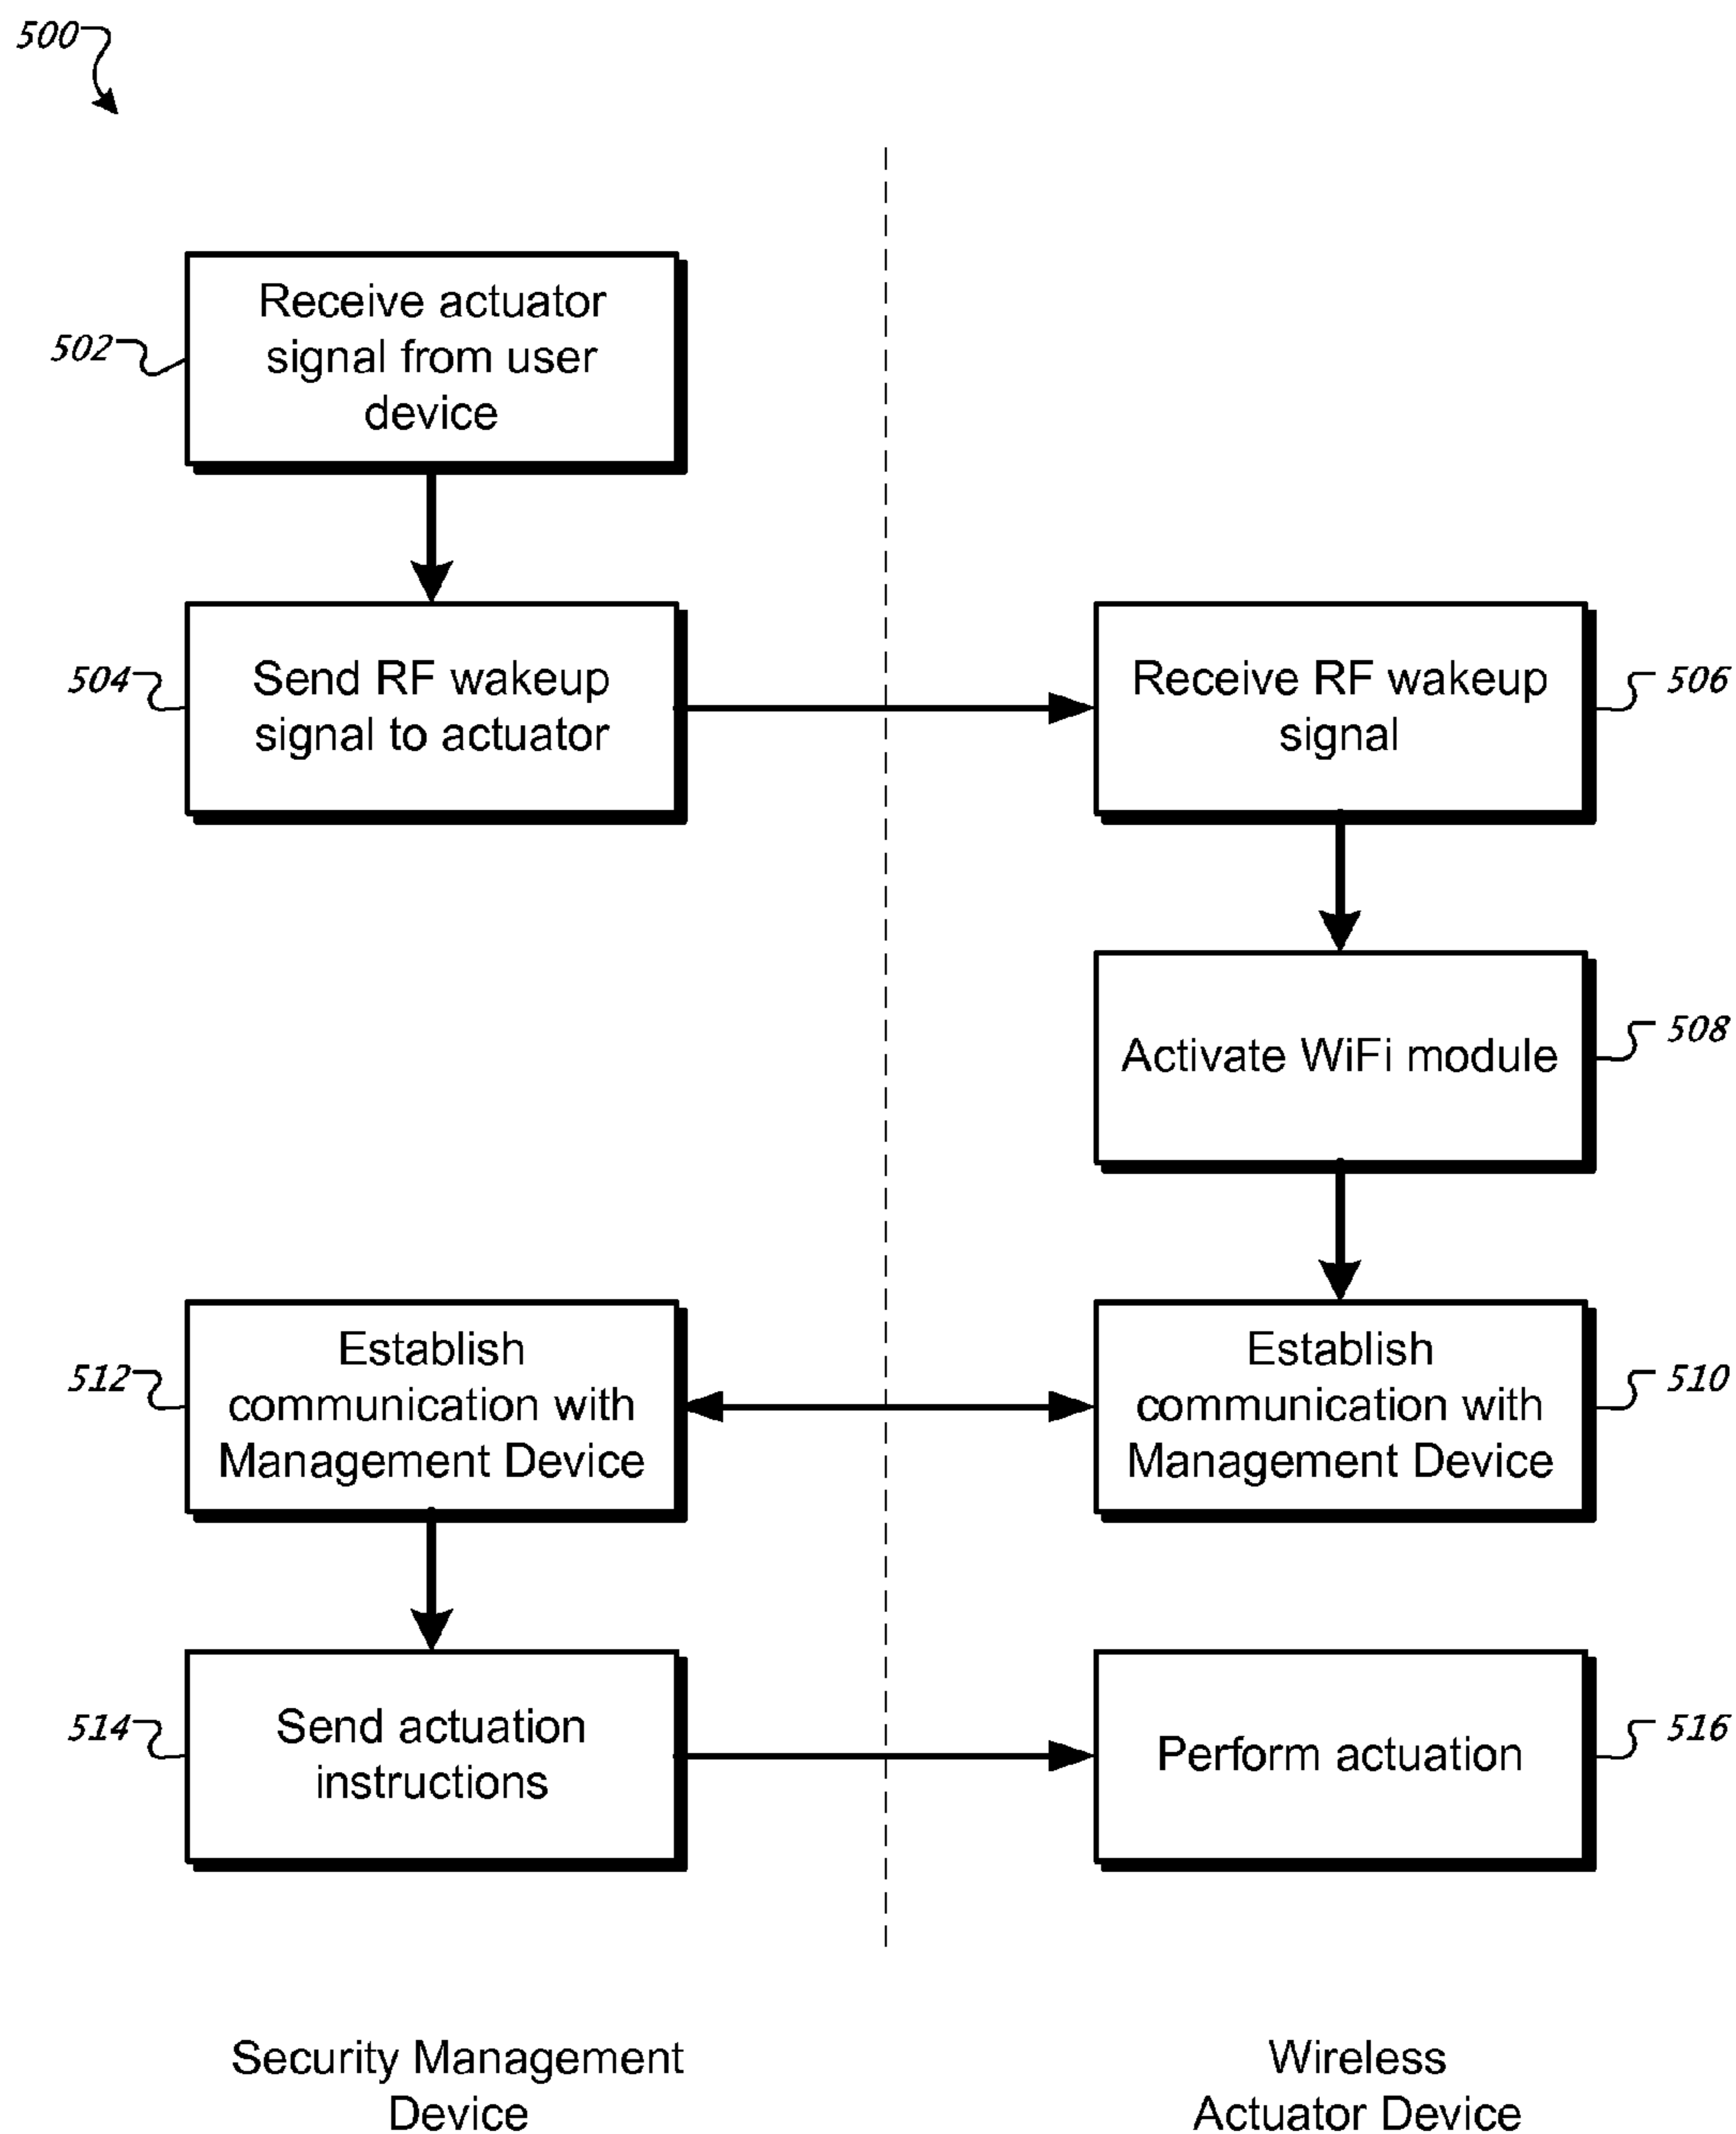 500
502
Receive actuator
signal from user
device
504
Send RF wakeup
signal to actuator
Receive RF wakeup
signal
506
Activate WiFi module
508
512
Establish
communication with
Management Device
Establish
communication with
Management Device
510
514
Send actuation
instructions
Perform actuation
516
Security Management
Device
Wireless
Actuator Device